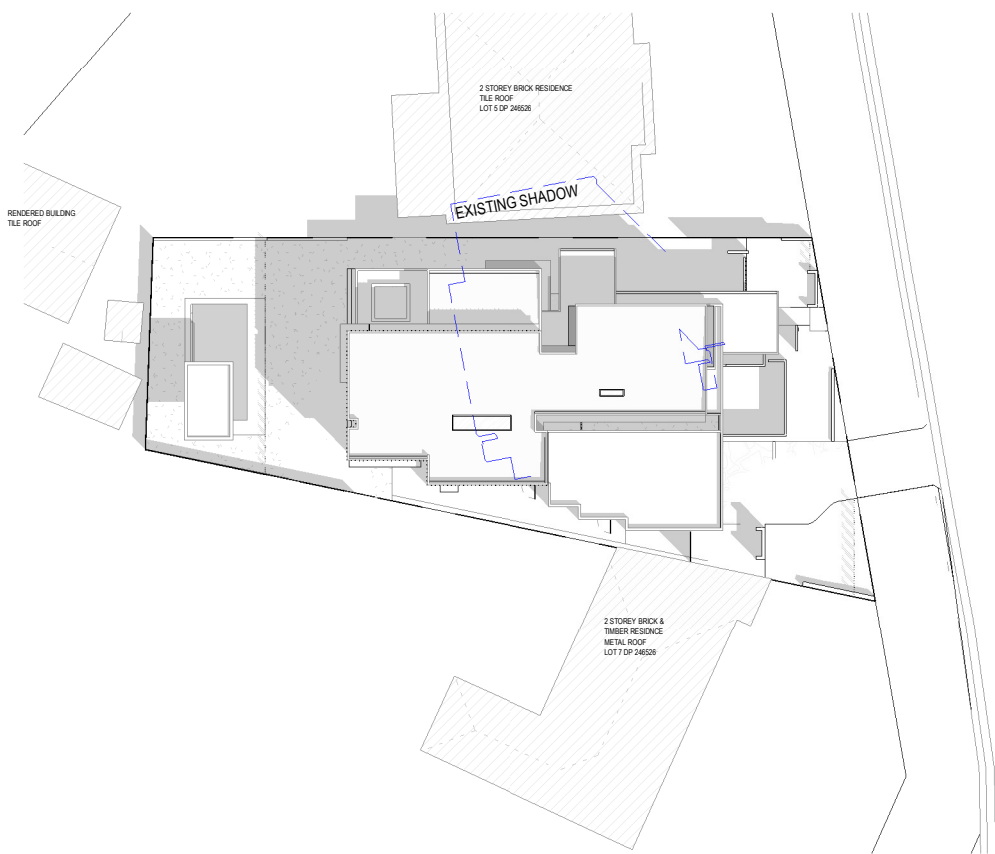 2 STOREY BRICK RESIDENCE
TILE ROOF
LOT 5 DP 246526
EXISTING SHADOW
RENDERED BUILDING
TILE ROOF
2 STOREY BRICK &
TIMBER RESIDNCE
METAL ROOF
LOT 7 DP 246526